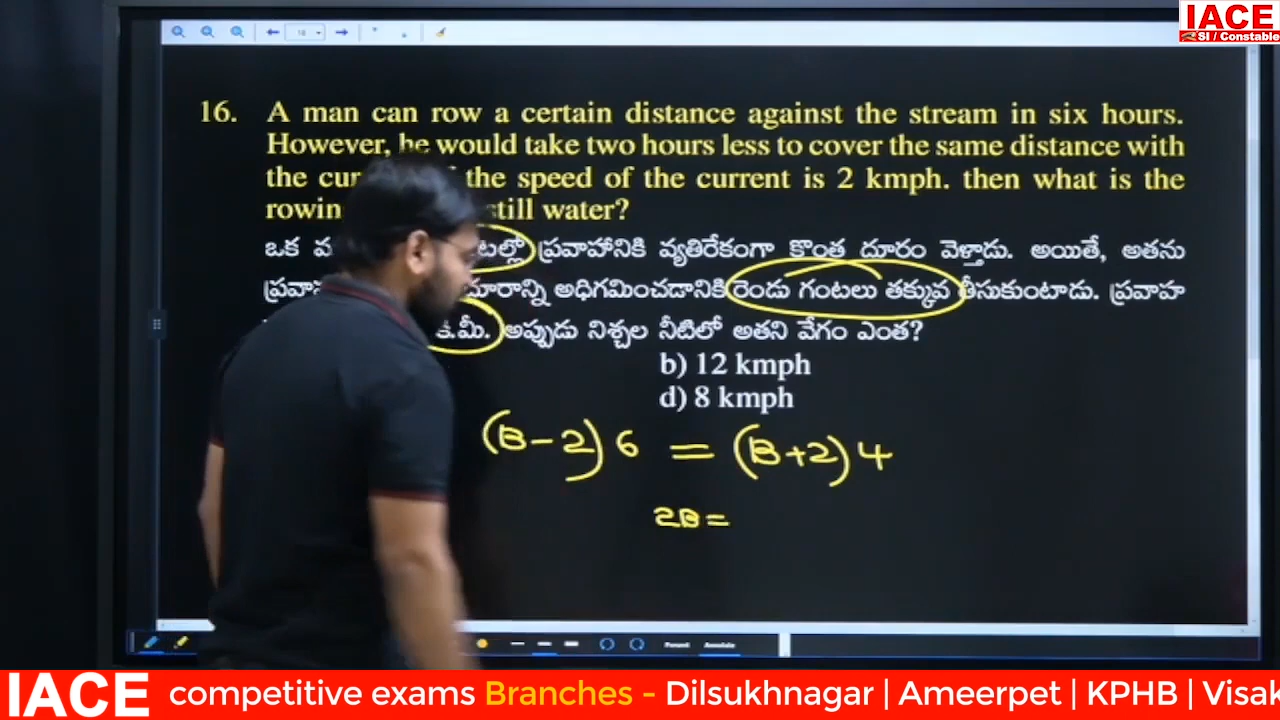 IACE
SI / Constable
18
16. A man can row a certain distance against the stream in six hours.
However, he would take two hours less to cover the same distance with
the the speed of the current is 2 kmph. then what is the
still water?
ఒక ప్రవాహానికి వ్యతిరేకంగా కొంత దూరం వెళ్తాడు. అయితే, అతను
దూరాన్ని అధిగమించడానికి రెండు గంటలు తక్కువ తీసుకుంటాడు. ప్రవాహ
కి.మీ. అప్పుడు నిశ్చల నీటిలో అతని వేగం ఎంత?
b) 12 kmph
d) 8 kmph
(B-2) 6 = (B+2) 4
2B =
IACE competitive exams Branches - Dilsukhnagar | Ameerpet | KPHB | Visak